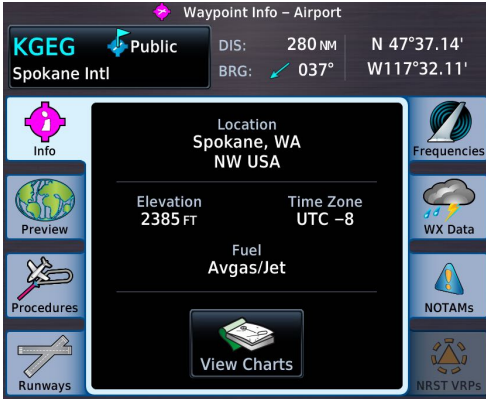 Waypoint Info – Airport
KGEG Public
Spokane Intl
DIS: 280 NM
BRG: 037°
N 47°37.14'
W117°32.11'
Info
Preview
Procedures
Runways
Location
Spokane, WA
NW USA
Elevation
2385 FT
Time Zone
UTC –8
Fuel
Avgas/Jet
View Charts
Frequencies
WX Data
NOTAMs
NRST VRPs